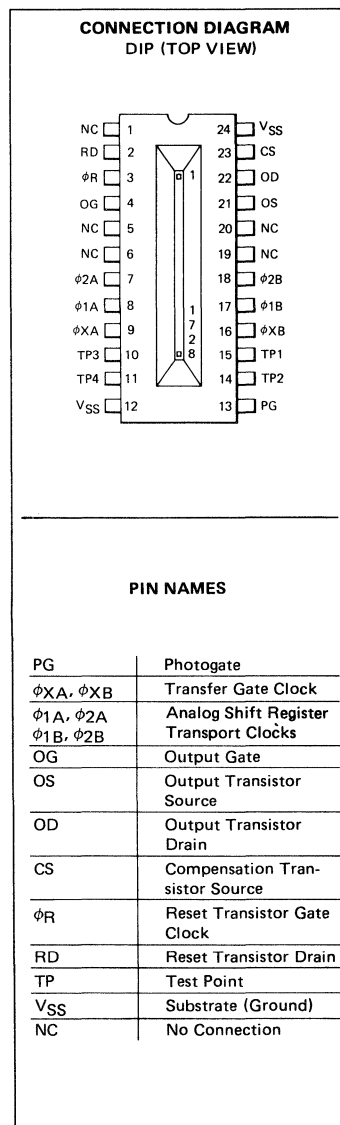 CONNECTION DIAGRAM
DIP (TOP VIEW)
NC 1 24 VSS
RD 2 1 23 CS
ϕR 3 22 OD
OG 4 21 OS
NC 5 20 NC
NC 6 19 NC
ϕ2A 7 18 ϕ2B
ϕ1A 8 1 17 ϕ1B
ϕXA 9 7 16 ϕXB
TP3 10 2 15 TP1
TP4 11 8 14 TP2
VSS 12 13 PG
PIN NAMES
PG Photogate
ϕXA, ϕXB Transfer Gate Clock
ϕ1A, ϕ2A Analog Shift Register
ϕ1B, ϕ2B Transport Clocks
OG Output Gate
OS Output Transistor
Source
OD Output Transistor
Drain
CS Compensation Tran-
sistor Source
ϕR Reset Transistor Gate
Clock
RD Reset Transistor Drain
TP Test Point
VSS Substrate (Ground)
NC No Connection